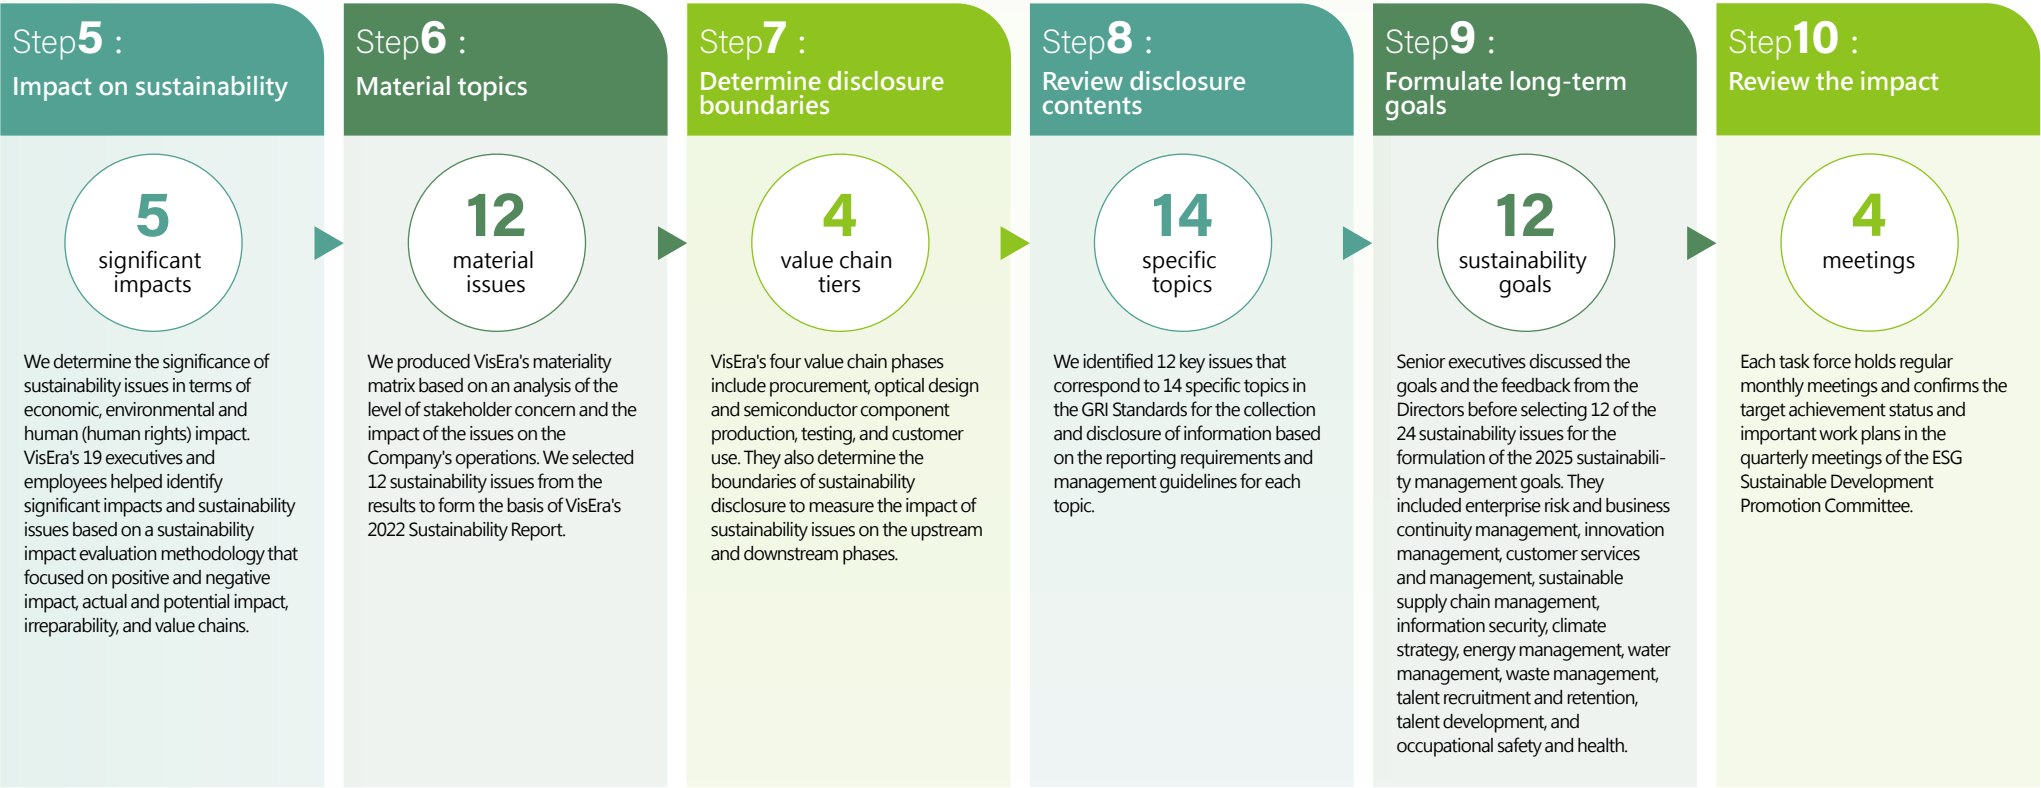 Step5 :
Impact on sustainability
5
significant
impacts
We determine the significance of
sustainability issues in terms of
economic, environmental and
human (human rights) impact.
VisEra's 19 executives and
employees helped identify
significant impacts and sustainability
issues based on a sustainability
impact evaluation methodology that
focused on positive and negative
impact, actual and potential impact,
irreparability, and value chains.
Step6 :
Material topics
12
material
issues
We produced VisEra's materiality
matrix based on an analysis of the
level of stakeholder concern and the
impact of the issues on the
Company's operations. We selected
12 sustainability issues from the
results to form the basis of VisEra's
2022 Sustainability Report.
Step7 :
Determine disclosure
boundaries
4
value chain
tiers
VisEra's four value chain phases
include procurement, optical design
and semiconductor component
production, testing, and customer
use. They also determine the
boundaries of sustainability
disclosure to measure the impact of
sustainability issues on the upstream
and downstream phases.
Step8 :
Review disclosure
contents
14
specific
topics
We identified 12 key issues that
correspond to 14 specific topics in
the GRI Standards for the collection
and disclosure of information based
on the reporting requirements and
management guidelines for each
topic.
Step9 :
Formulate long-term
goals
12
sustainability
goals
Senior executives discussed the
goals and the feedback from the
Directors before selecting 12 of the
24 sustainability issues for the
formulation of the 2025 sustainabili-
ty management goals. They
included enterprise risk and business
continuity management, innovation
management, customer services
and management, sustainable
supply chain management,
information security, climate
strategy, energy management, water
management, waste management,
talent recruitment and retention,
talent development, and
occupational safety and health.
Step10 :
Review the impact
4
meetings
Each task force holds regular
monthly meetings and confirms the
target achievement status and
important work plans in the
quarterly meetings of the ESG
Sustainable Development
Promotion Committee.